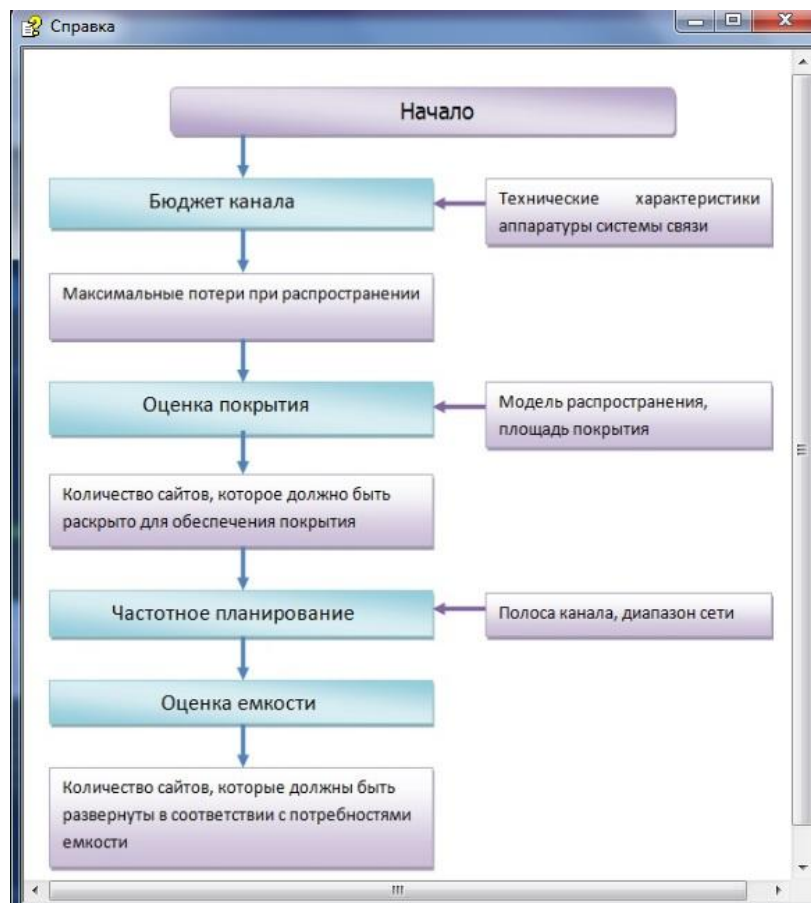 Справка
Начало
Бюджет канала
Технические характеристики
аппаратуры системы связи
Максимальные потери при распространении
Оценка покрытия
Модель распространения,
площадь покрытия
Количество сайтов, которое должно быть
раскрыто для обеспечения покрытия
Частотное планирование
Полоса канала, диапазон сети
Оценка емкости
Количество сайтов, которые должны быть
развернуты в соответствии с потребностями
емкости